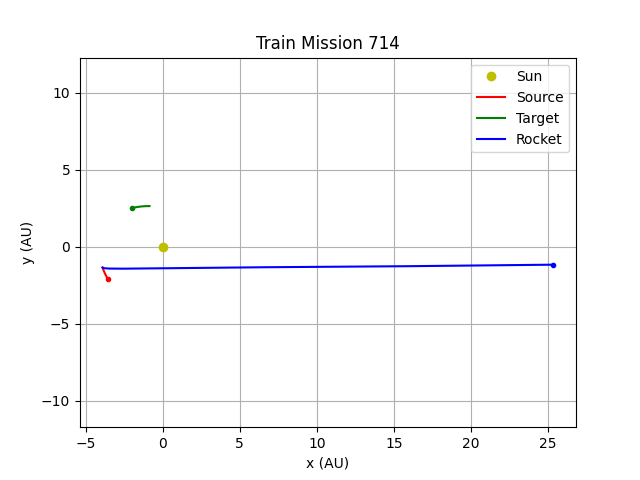 Train Mission 714
Sun
Source
Target
Rocket
10
5
0
−5
−10
y (AU)
−5
0
5
10
15
20
25
x (AU)